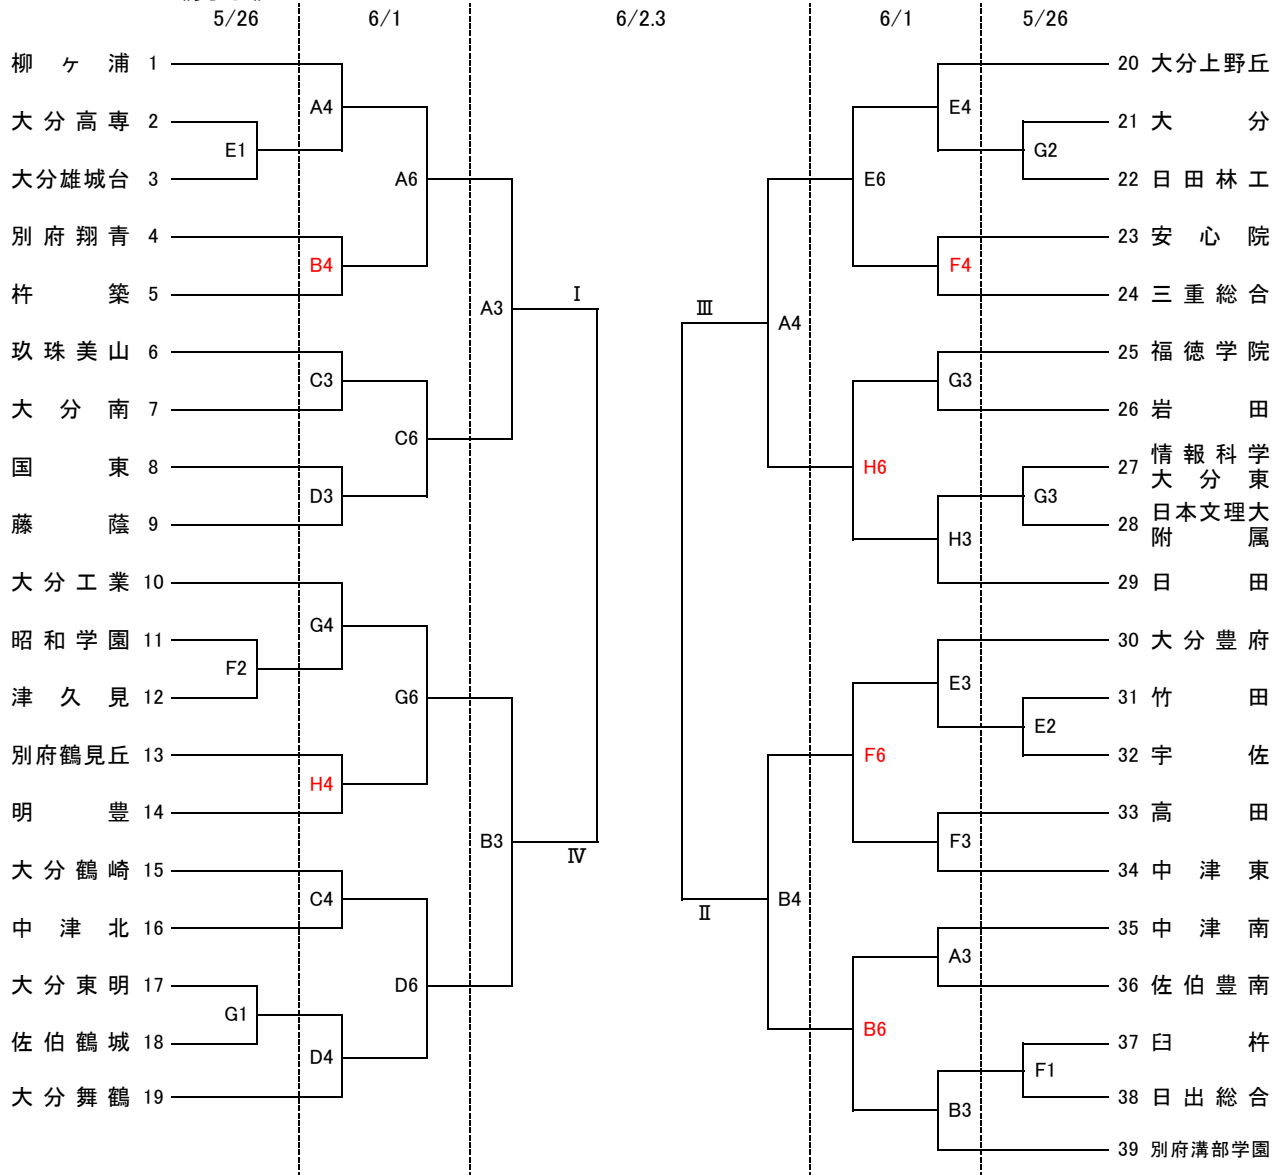 5/26 6/1 6/2.3 6/1 5/26
柳ヶ浦 1
大分高専 2
大分雄城台 3
別府翔青 4
杵築 5
玖珠美山 6
大分南 7
国東 8
藤蔭 9
大分工業 10
昭和学園 11
津久見 12
別府鶴見丘 13
明豊 14
大分鶴崎 15
中津北 16
大分東明 17
佐伯鶴城 18
大分舞鶴 19
E1
F2
G1
A4
B4
C3
D3
G4
H4
C4
D4
A6
C6
G6
D6
A3
B3
Ⅰ
Ⅳ
Ⅲ
Ⅱ
A4
B4
E6
H6
F6
B6
E4
F4
G3
H3
E3
F3
A3
B3
G2
G3
E2
F1
20 大分上野丘
21 大分
22 日田林工
23 安心院
24 三重総合
25 福徳学院
26 岩田
27 情報科学
大分東
28 日本文理大
附属
29 日田
30 大分豊府
31 竹田
32 宇佐
33 高田
34 中津東
35 中津南
36 佐伯豊南
37 臼杵
38 日出総合
39 別府溝部学園